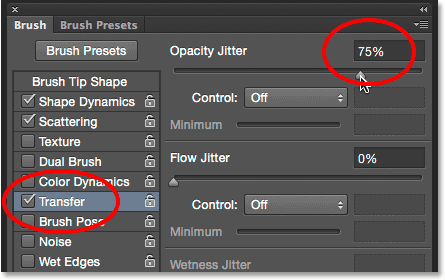 Brush Brush Presets
Brush Presets
Brush Tip Shape
Shape Dynamics
Scattering
Texture
Dual Brush
Color Dynamics
Transfer
Brush Pose
Noise
Wet Edges
Opacity Jitter 75%
Control: Off
Minimum
Flow Jitter 0%
Control: Off
Minimum
Wetness Jitter